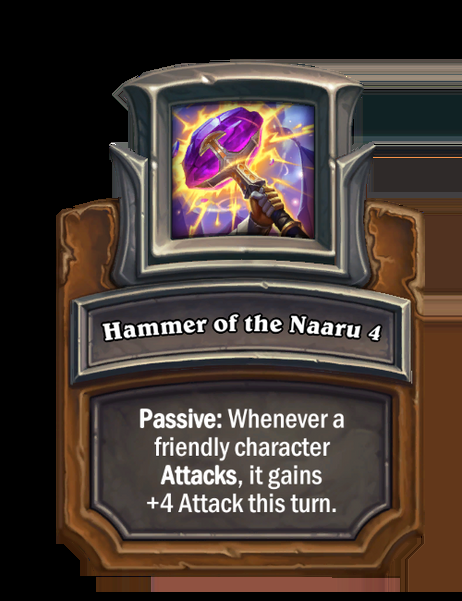 Hammer of the Naaru 4
Passive: Whenever a
friendly character
Attacks, it gains
+4 Attack this turn.